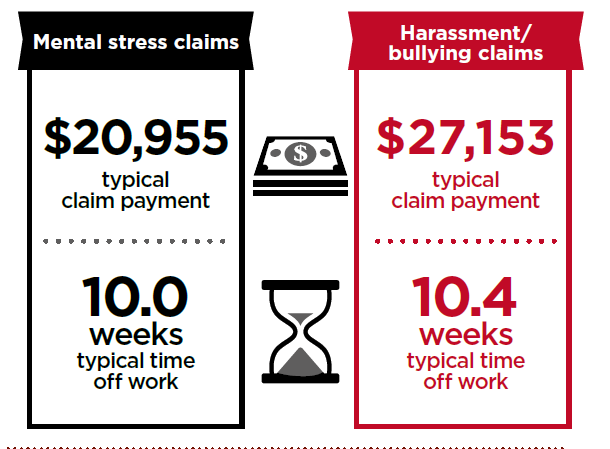 Mental stress claims
$20,955
typical
claim payment
10.0
weeks
typical time
off work
$
Harassment/
bullying claims
$27,153
typical
claim payment
10.4
weeks
typical time
off work